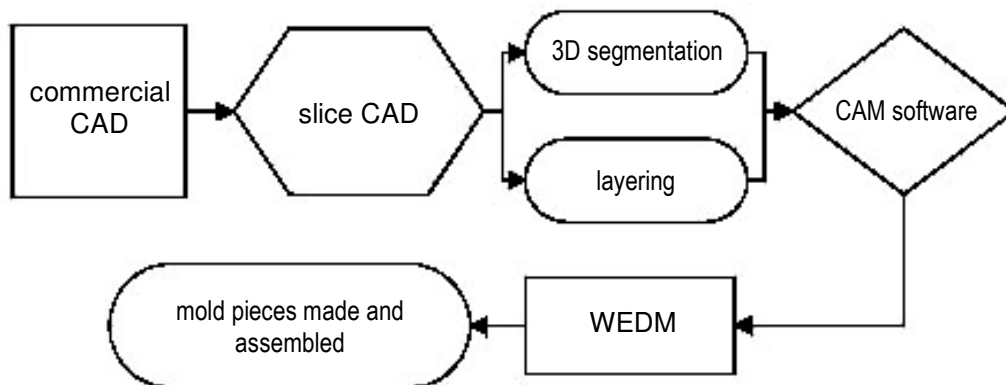 commercial
CAD
slice CAD
3D segmentation
layering
CAM software
WEDM
mold pieces made and
assembled